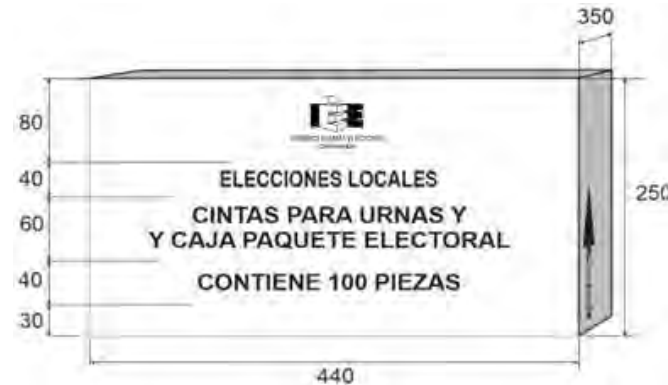 350
80
40
ELECCIONES LOCALES
250
60
CINTAS PARA URNAS Y
Y CAJA PAQUETE ELECTORAL
40
CONTIENE 100 PIEZAS
30
440